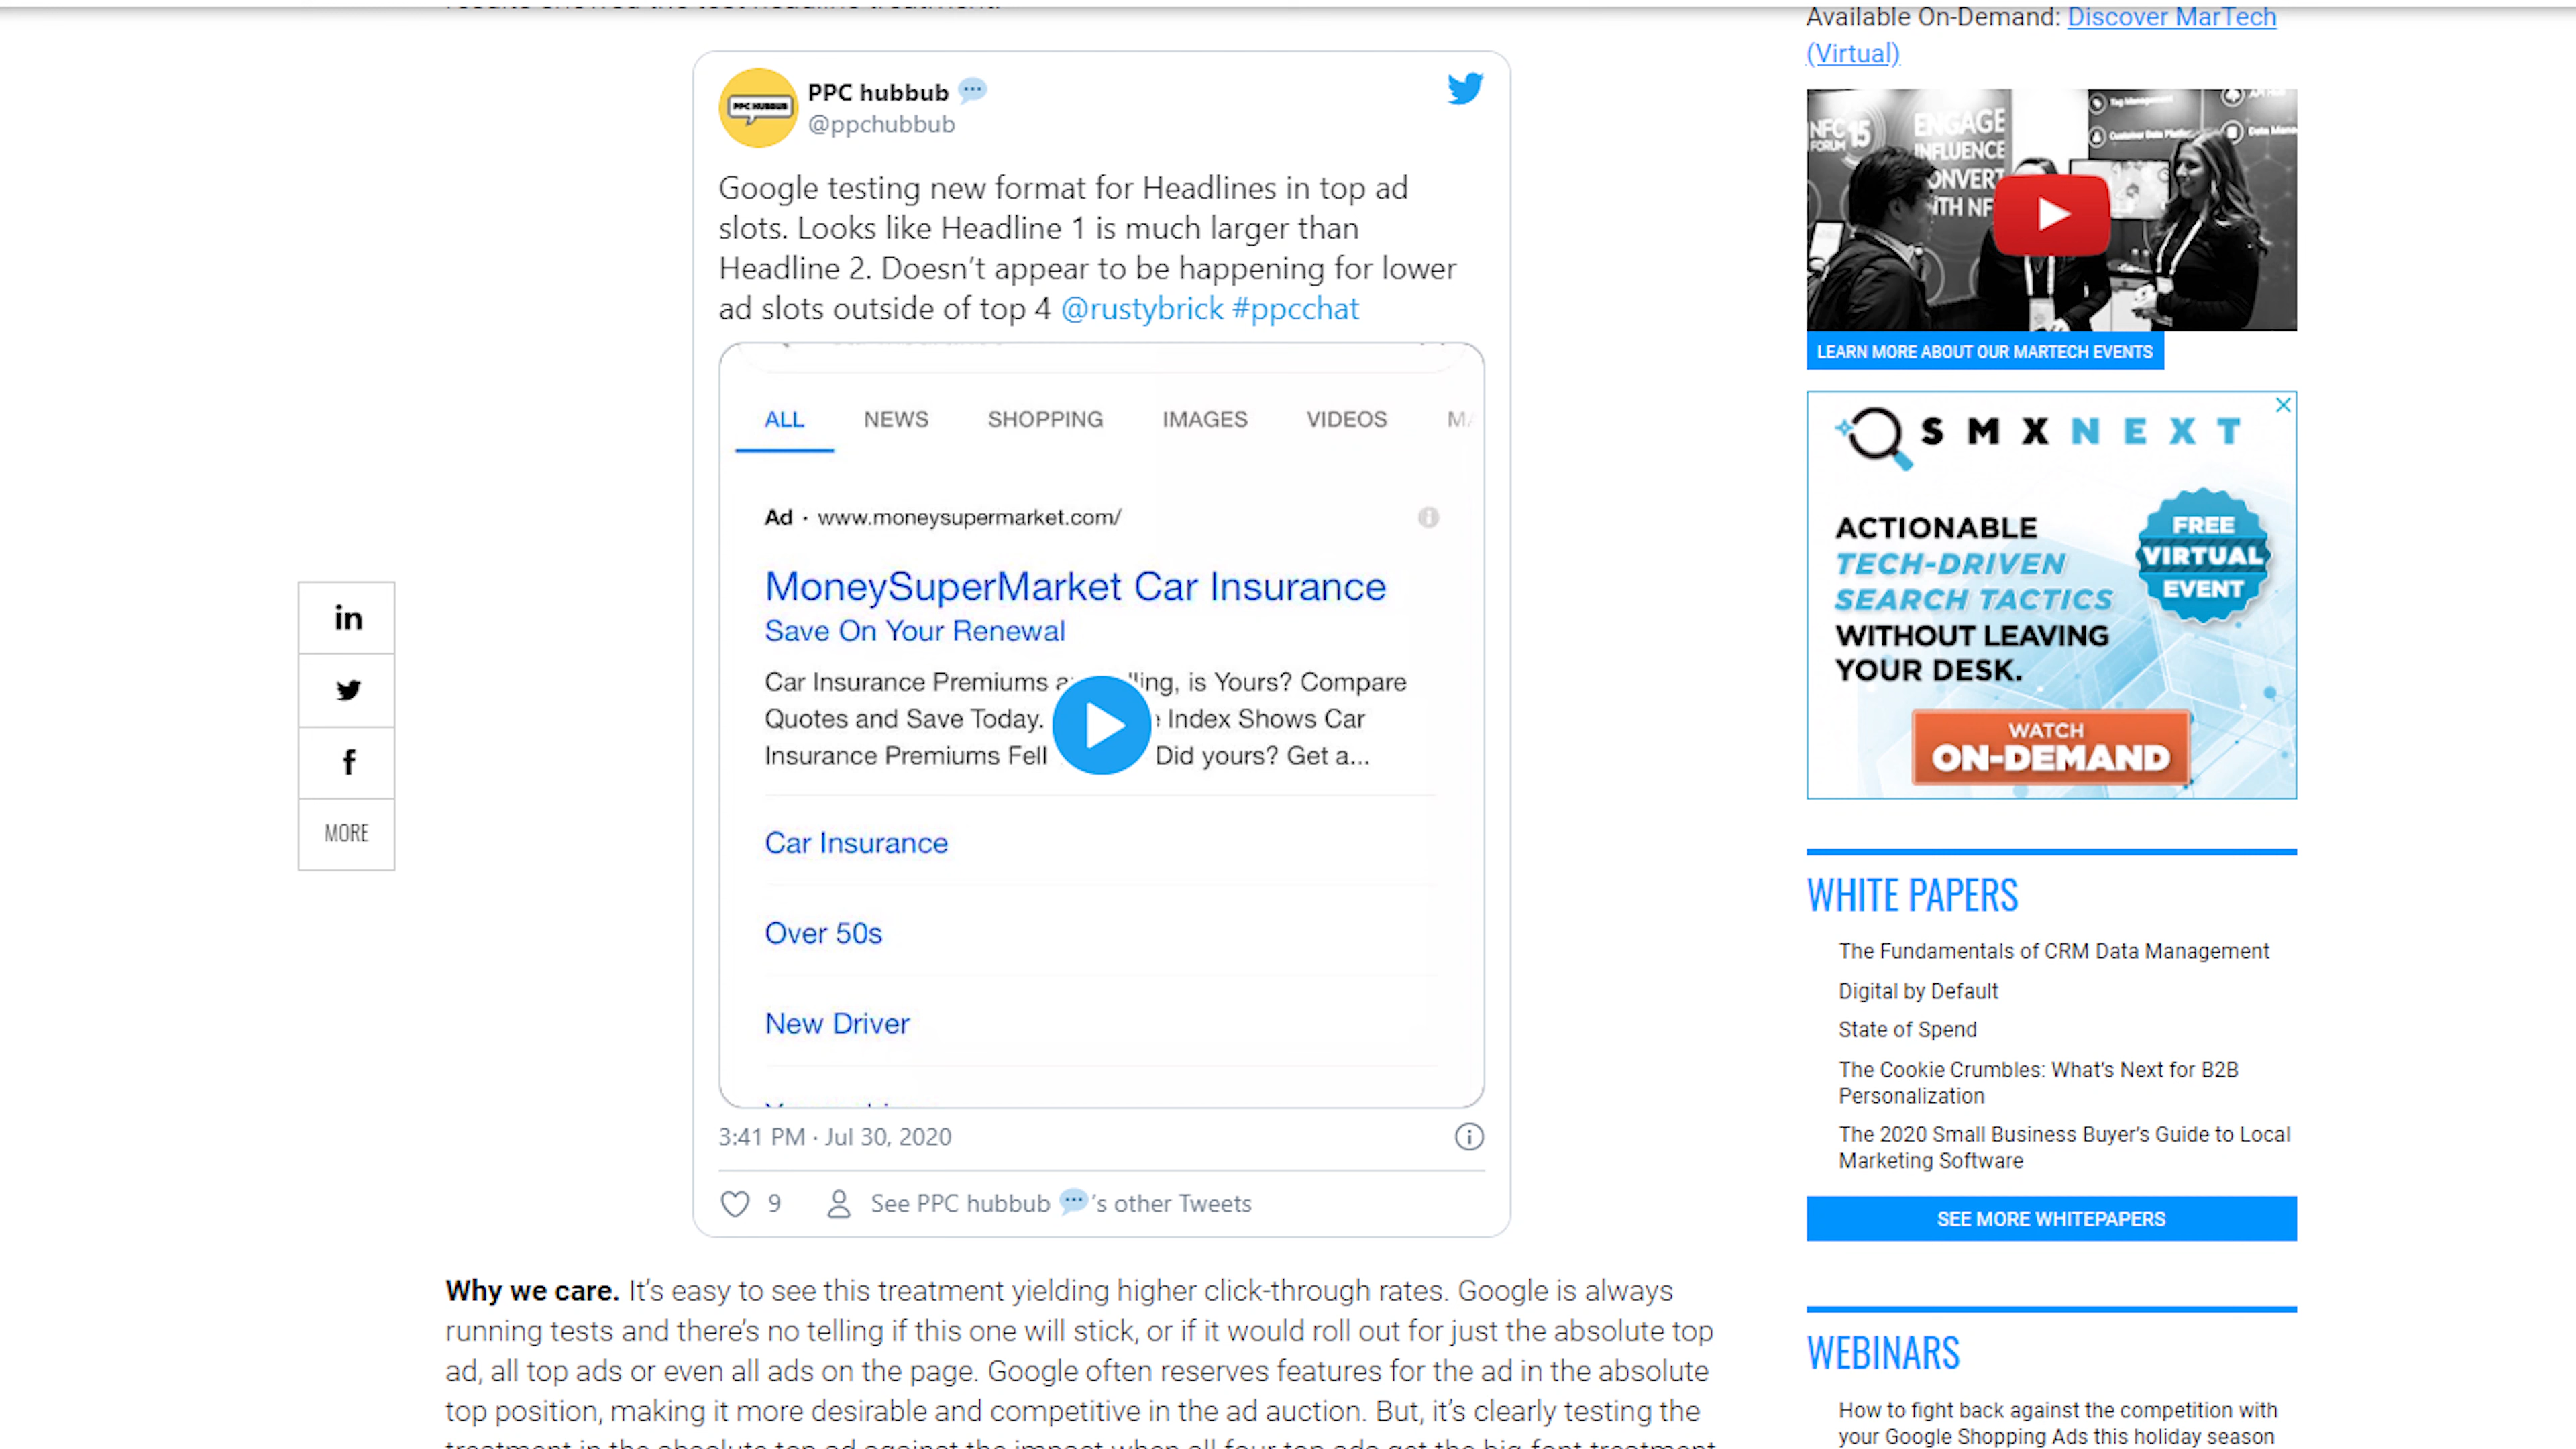 PPC hubbub
@ppchubbub
Google testing new format for Headlines in top ad
slots. Looks like Headline 1 is much larger than
Headline 2. Doesn’t appear to be happening for lower
ad slots outside of top 4 @rustybrick #ppcchat
ALL NEWS SHOPPING IMAGES VIDEOS
Ad · www.moneysupermarket.com/
MoneySuperMarket Car Insurance
Save On Your Renewal
Car Insurance Premiums is Yours? Compare
Quotes and Save Today. Index Shows Car
Insurance Premiums Fell Did yours? Get a...
Car Insurance
Over 50s
New Driver
3:41 PM · Jul 30, 2020
9 See PPC hubbub 's other Tweets
in
f
MORE
Why we care. It’s easy to see this treatment yielding higher click-through rates. Google is always
running tests and there’s no telling if this one will stick, or if it would roll out for just the absolute top
ad, all top ads or even all ads on the page. Google often reserves features for the ad in the absolute
top position, making it more desirable and competitive in the ad auction. But, it’s clearly testing the
Available On-Demand: Discover MarTech
(Virtual)
NFC 15
FORUM
ENGAGE
INFLUENCE
LEARN MORE ABOUT OUR MARTECH EVENTS
SMX NEXT
ACTIONABLE
TECH-DRIVEN
SEARCH TACTICS
WITHOUT LEAVING
YOUR DESK.
FREE
VIRTUAL
EVENT
WATCH
ON-DEMAND
WHITE PAPERS
The Fundamentals of CRM Data Management
Digital by Default
State of Spend
The Cookie Crumbles: What’s Next for B2B
Personalization
The 2020 Small Business Buyer’s Guide to Local
Marketing Software
SEE MORE WHITEPAPERS
WEBINARS
How to fight back against the competition with
your Google Shopping Ads this holiday season